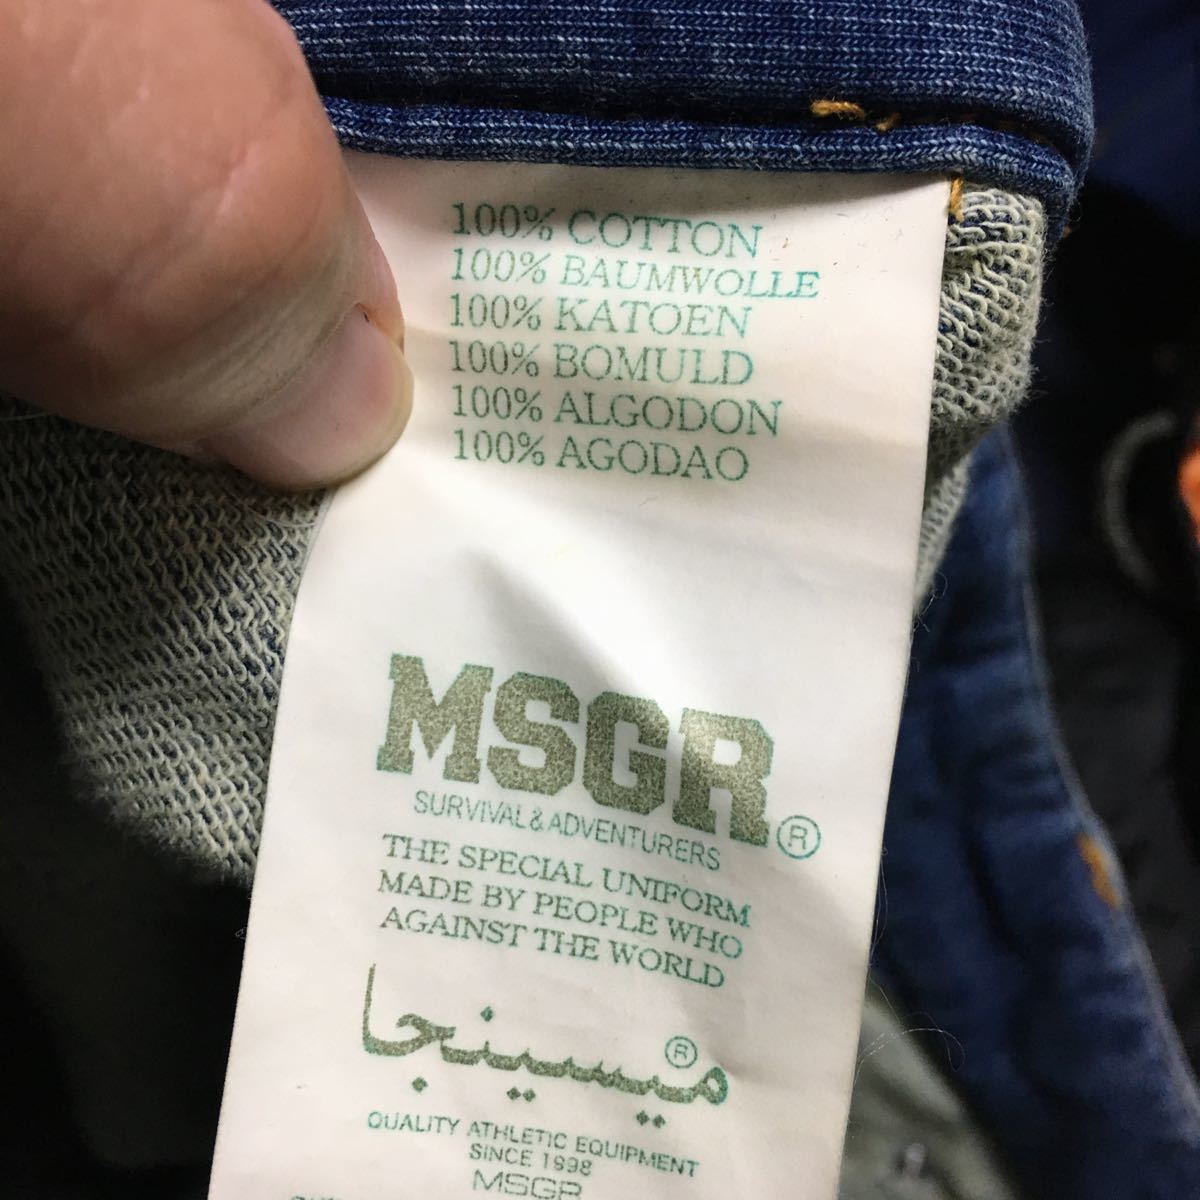 100% COTTON
100% BAUMWOLLE
100% KATOEN
100% BOMULD
100% ALGODON
100% AGODAO
MSGR®
SURVIVAL & ADVENTURERS
THE SPECIAL UNIFORM
MADE BY PEOPLE WHO
AGAINST THE WORLD
ميسينجا ®
QUALITY ATHLETIC EQUIPMENT
SINCE 1998
MSGR